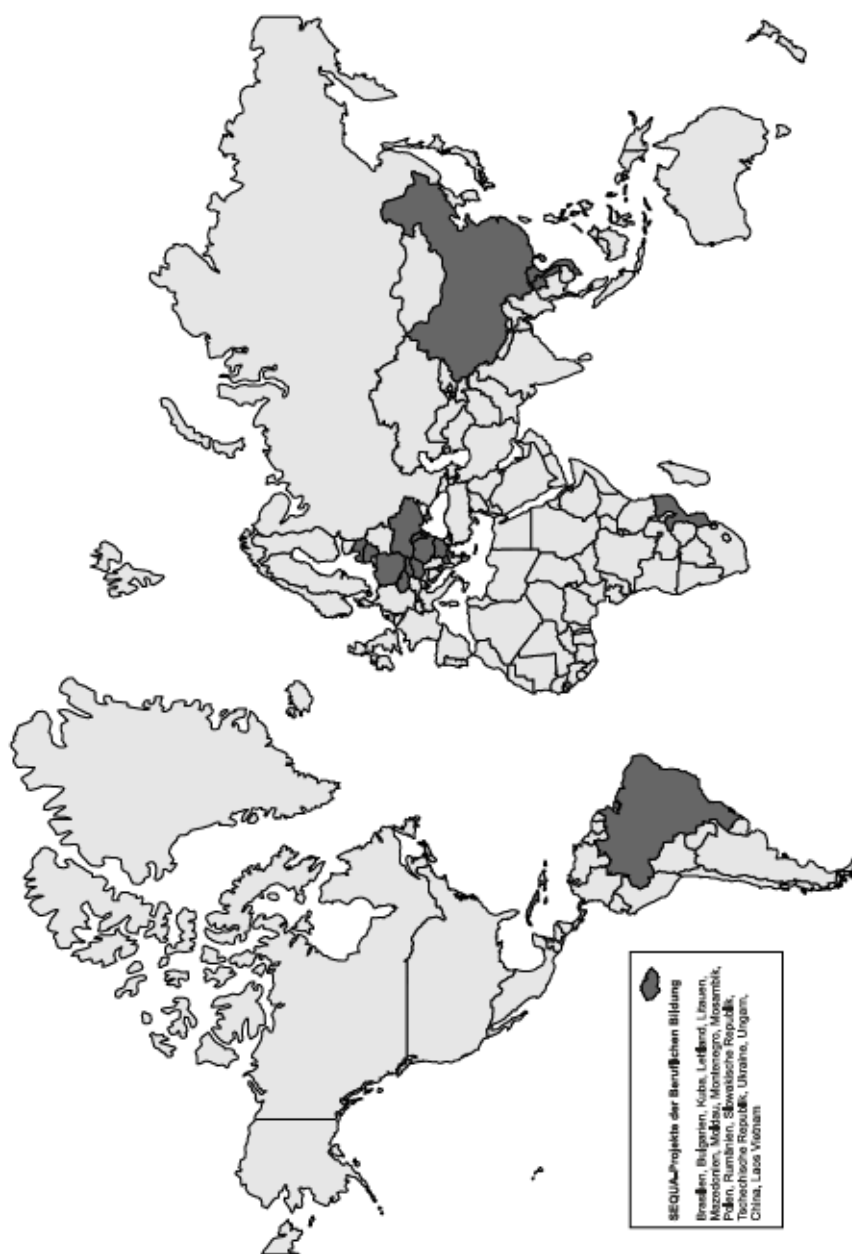 SEQUA-Projekte der Beruflichen Bildung
Brasilien, Bulgarien, Kuba, Lettland, Litauen,
Mazedonien, Moldau, Montenegro, Mosambik,
Polen, Rumänien, Slowakische Republik,
Tschechische Republik, Ukraine, Ungarn,
China, Laos Vietnam